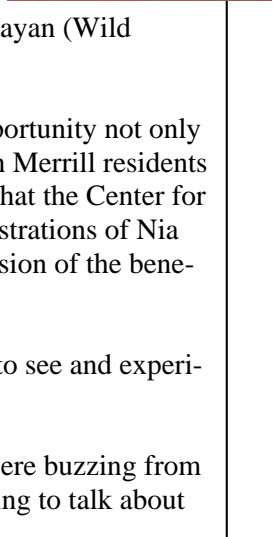 ayan (Wild
portunity not only
n Merrill residents
hat the Center for
strations of Nia
sion of the bene-
to see and experi-
ere buzzing from
ng to talk about